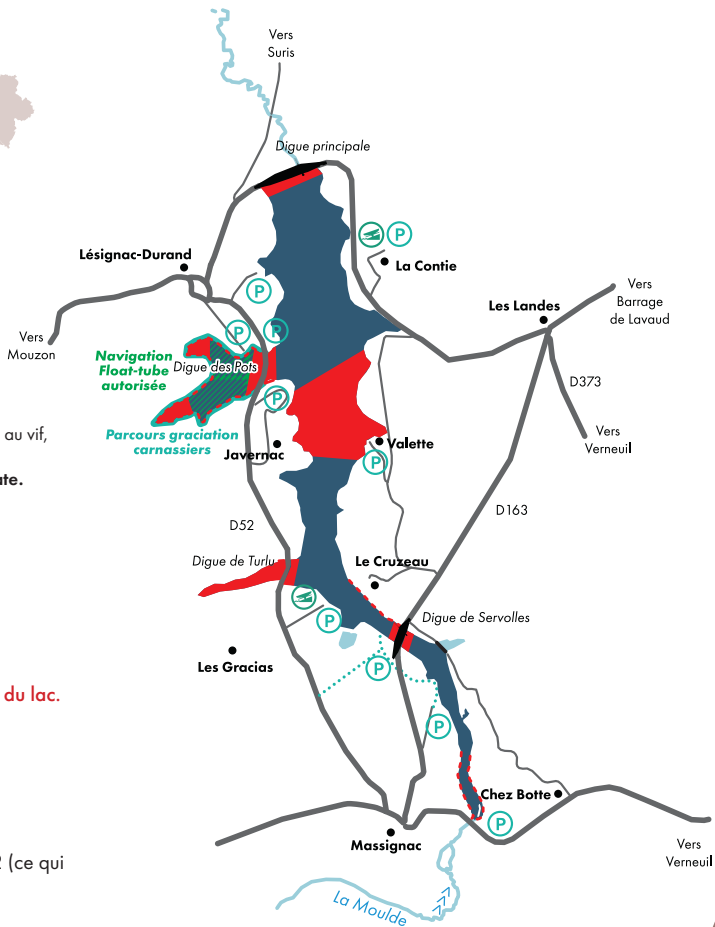 Vers
Suris
Digue principale
Lésignac-Durand
P
La Contie
P
Vers
Barrage
de Lavaud
Les Landes
Vers
Mouzon
P
P
Navigation
Float-tube
autorisée
Digue des Pots
D373
P
au vif,
Parcours graciation
carnassiers
Vers
Verneuil
Javernac
Valette
P
ate.
D163
D52
Digue de Turlu
Le Cruzeau
P
Digue de Servolles
Les Gracias
P
du lac.
P
Chez Botte
P
Massignac
Vers
Verneuil
2 (ce qui
La Moulde